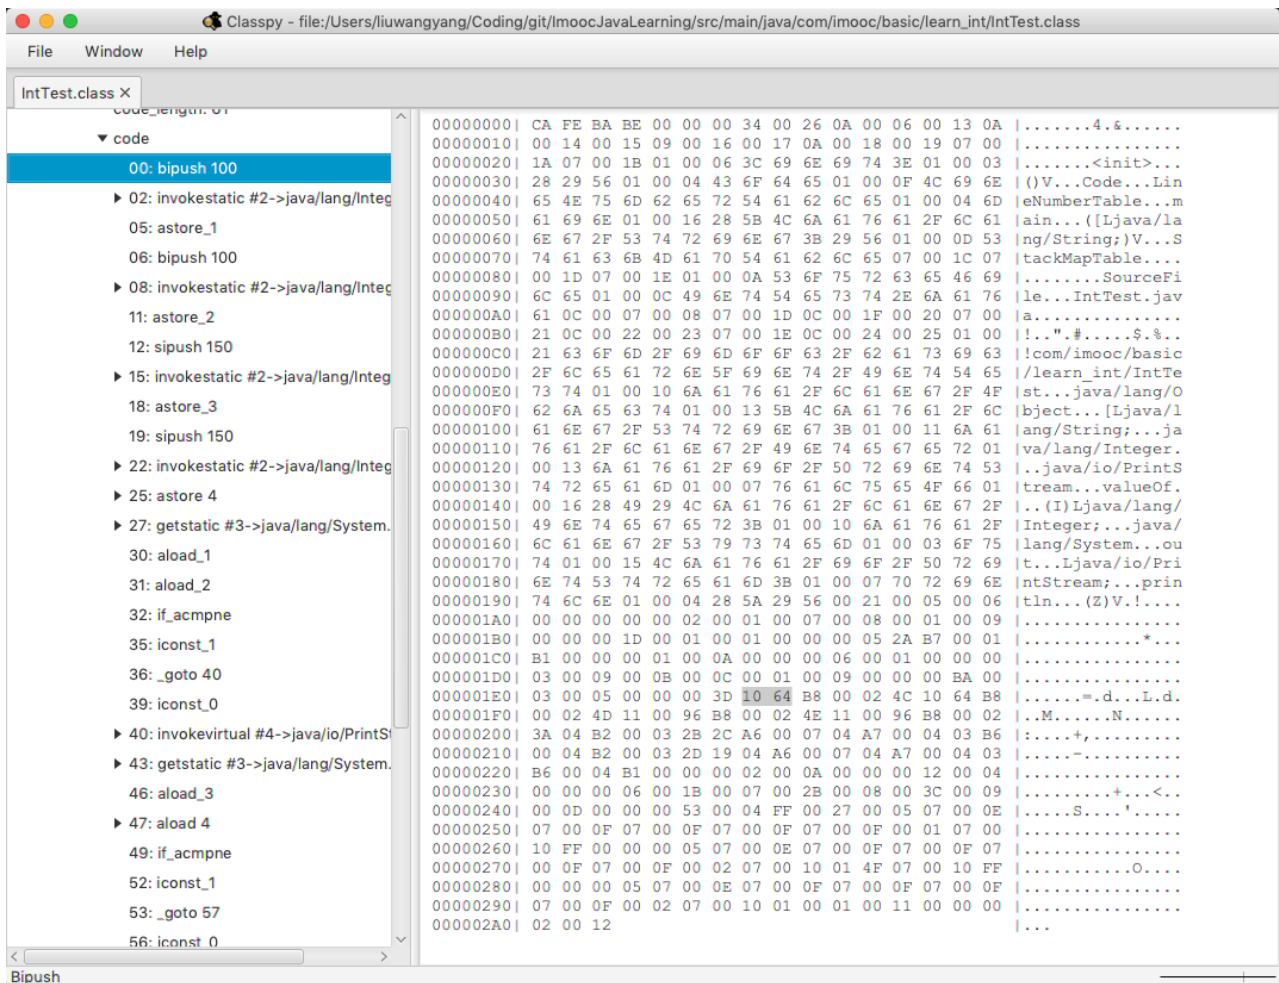 Classpy - file:/Users/liuwangyang/Coding/git/ImoocJavaLearning/src/main/java/com/imooc/basic/learn_int/IntTest.class
File Window Help
IntTest.class ×
code_length: 61
code
00: bipush 100
02: invokestatic #2->java/lang/Integ
05: astore_1
06: bipush 100
08: invokestatic #2->java/lang/Integ
11: astore_2
12: sipush 150
15: invokestatic #2->java/lang/Integ
18: astore_3
19: sipush 150
22: invokestatic #2->java/lang/Integ
25: astore 4
27: getstatic #3->java/lang/System.
30: aload_1
31: aload_2
32: if_acmpne
35: iconst_1
36: _goto 40
39: iconst_0
40: invokevirtual #4->java/io/PrintSt
43: getstatic #3->java/lang/System.
46: aload_3
47: aload 4
49: if_acmpne
52: iconst_1
53: _goto 57
56: iconst_0
00000000| CA FE BA BE 00 00 00 34 00 26 0A 00 06 00 13 0A |.......4.&......
00000010| 00 14 00 15 09 00 16 00 17 0A 00 18 00 19 07 00 |................
00000020| 1A 07 00 1B 01 00 06 3C 69 6E 69 74 3E 01 00 03 |.......<init>...
00000030| 28 29 56 01 00 04 43 6F 64 65 01 00 0F 4C 69 6E |()V...Code...Lin
00000040| 65 4E 75 6D 62 65 72 54 61 62 6C 65 01 00 04 6D |eNumberTable...m
00000050| 61 69 6E 01 00 16 28 5B 4C 6A 61 76 61 2F 6C 61 |ain...([Ljava/la
00000060| 6E 67 2F 53 74 72 69 6E 67 3B 29 56 01 00 0D 53 |ng/String;)V...S
00000070| 74 61 63 6B 4D 61 70 54 61 62 6C 65 07 00 1C 07 |tackMapTable....
00000080| 00 1D 07 00 1E 01 00 0A 53 6F 75 72 63 65 46 69 |........SourceFi
00000090| 6C 65 01 00 0C 49 6E 74 54 65 73 74 2E 6A 61 76 |le...IntTest.jav
000000A0| 61 0C 00 07 00 08 07 00 1D 0C 00 1F 00 20 07 00 |a............. ..
000000B0| 21 0C 00 22 00 23 07 00 1E 0C 00 24 00 25 01 00 |!..".#.....$.%..
000000C0| 21 63 6F 6D 2F 69 6D 6F 6F 63 2F 62 61 73 69 63 |!com/imooc/basic
000000D0| 2F 6C 65 61 72 6E 5F 69 6E 74 2F 49 6E 74 54 65 |/learn_int/IntTe
000000E0| 73 74 01 00 10 6A 61 76 61 2F 6C 61 6E 67 2F 4F |st...java/lang/O
000000F0| 62 6A 65 63 74 01 00 13 5B 4C 6A 61 76 61 2F 6C |bject...[Ljava/l
00000100| 61 6E 67 2F 53 74 72 69 6E 67 3B 01 00 11 6A 61 |ang/String;...ja
00000110| 76 61 2F 6C 61 6E 67 2F 49 6E 74 65 67 65 72 01 |va/lang/Integer.
00000120| 00 13 6A 61 76 61 2F 69 6F 2F 50 72 69 6E 74 53 |..java/io/PrintS
00000130| 74 72 65 61 6D 01 00 07 76 61 6C 75 65 4F 66 01 |tream...valueOf.
00000140| 00 16 28 49 29 4C 6A 61 76 61 2F 6C 61 6E 67 2F |..(I)Ljava/lang/
00000150| 49 6E 74 65 67 65 72 3B 01 00 10 6A 61 76 61 2F |Integer;...java/
00000160| 6C 61 6E 67 2F 53 79 73 74 65 6D 01 00 03 6F 75 |lang/System...ou
00000170| 74 01 00 15 4C 6A 61 76 61 2F 69 6F 2F 50 72 69 |t...Ljava/io/Pri
00000180| 6E 74 53 74 72 65 61 6D 3B 01 00 07 70 72 69 6E |ntStream;...prin
00000190| 74 6C 6E 01 00 04 28 5A 29 56 00 21 00 05 00 06 |tln...(Z)V.!....
000001A0| 00 00 00 00 00 02 00 01 00 07 00 08 00 01 00 09 |................
000001B0| 00 00 00 1D 00 01 00 01 00 00 00 05 2A B7 00 01 |............*...
000001C0| B1 00 00 00 01 00 0A 00 00 00 06 00 01 00 00 00 |................
000001D0| 03 00 09 00 0B 00 0C 00 01 00 09 00 00 00 BA 00 |................
000001E0| 03 00 05 00 00 00 3D 10 64 B8 00 02 4C 10 64 B8 |......=.d...L.d.
000001F0| 00 02 4D 11 00 96 B8 00 02 4E 11 00 96 B8 00 02 |..M......N......
00000200| 3A 04 B2 00 03 2B 2C A6 00 07 04 A7 00 04 03 B6 |:....+,.........
00000210| 00 04 B2 00 03 2D 19 04 A6 00 07 04 A7 00 04 03 |.....-..........
00000220| B6 00 04 B1 00 00 00 02 00 0A 00 00 00 12 00 04 |................
00000230| 00 00 00 06 00 1B 00 07 00 2B 00 08 00 3C 00 09 |.........+...<..
00000240| 00 0D 00 00 00 53 00 04 FF 00 27 00 05 07 00 0E |.....S....'.....
00000250| 07 00 0F 07 00 0F 07 00 0F 07 00 0F 00 01 07 00 |................
00000260| 10 FF 00 00 00 05 07 00 0E 07 00 0F 07 00 0F 07 |................
00000270| 00 0F 07 00 0F 00 02 07 00 10 01 4F 07 00 10 FF |...........O....
00000280| 00 00 00 05 07 00 0E 07 00 0F 07 00 0F 07 00 0F |................
00000290| 07 00 0F 00 02 07 00 10 01 00 01 00 11 00 00 00 |................
000002A0| 02 00 12 |...
Bipush